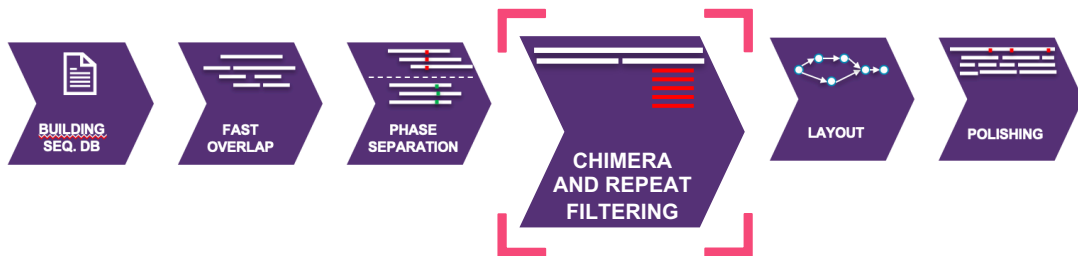 BUILDING
SEQ. DB
FAST
OVERLAP
PHASE
SEPARATION
CHIMERA
AND REPEAT
FILTERING
LAYOUT
POLISHING